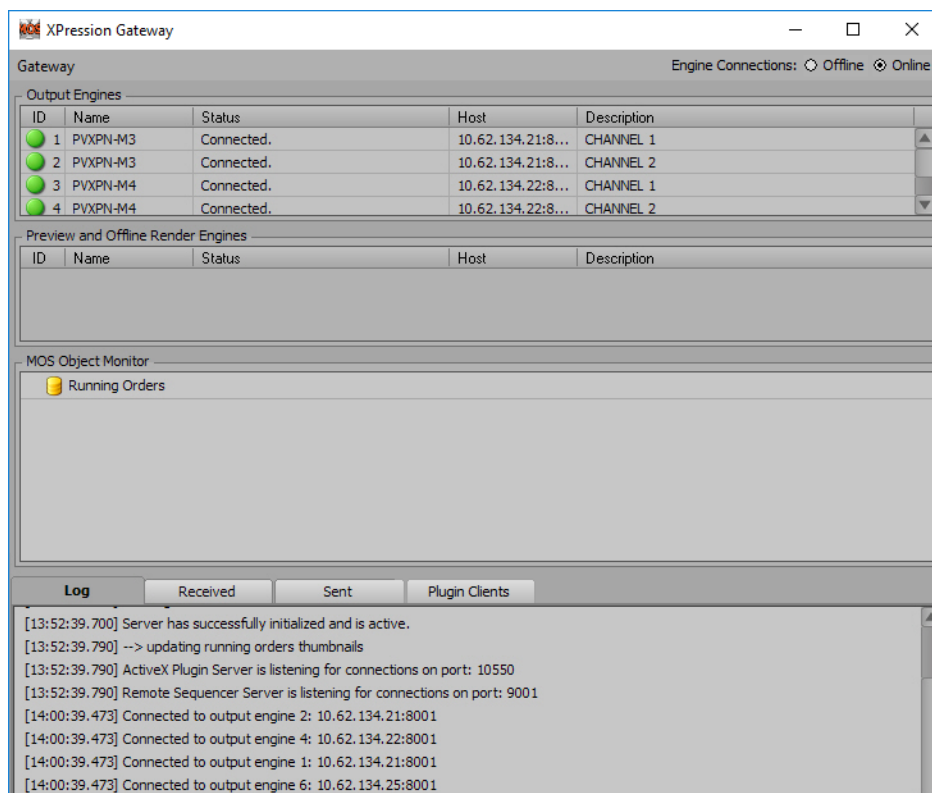 XPression Gateway
Gateway Engine Connections: Offline Online
Output Engines
ID Name Status Host Description
1 PVXPN-M3 Connected. 10.62.134.21:8... CHANNEL 1
2 PVXPN-M3 Connected. 10.62.134.21:8... CHANNEL 2
3 PVXPN-M4 Connected. 10.62.134.22:8... CHANNEL 1
4 PVXPN-M4 Connected. 10.62.134.22:8... CHANNEL 2
Preview and Offline Render Engines
ID Name Status Host Description
MOS Object Monitor
Running Orders
Log Received Sent Plugin Clients
[13:52:39.700] Server has successfully initialized and is active.
[13:52:39.790] --> updating running orders thumbnails
[13:52:39.790] ActiveX Plugin Server is listening for connections on port: 10550
[13:52:39.790] Remote Sequencer Server is listening for connections on port: 9001
[14:00:39.473] Connected to output engine 2: 10.62.134.21:8001
[14:00:39.473] Connected to output engine 4: 10.62.134.22:8001
[14:00:39.473] Connected to output engine 1: 10.62.134.21:8001
[14:00:39.473] Connected to output engine 6: 10.62.134.25:8001